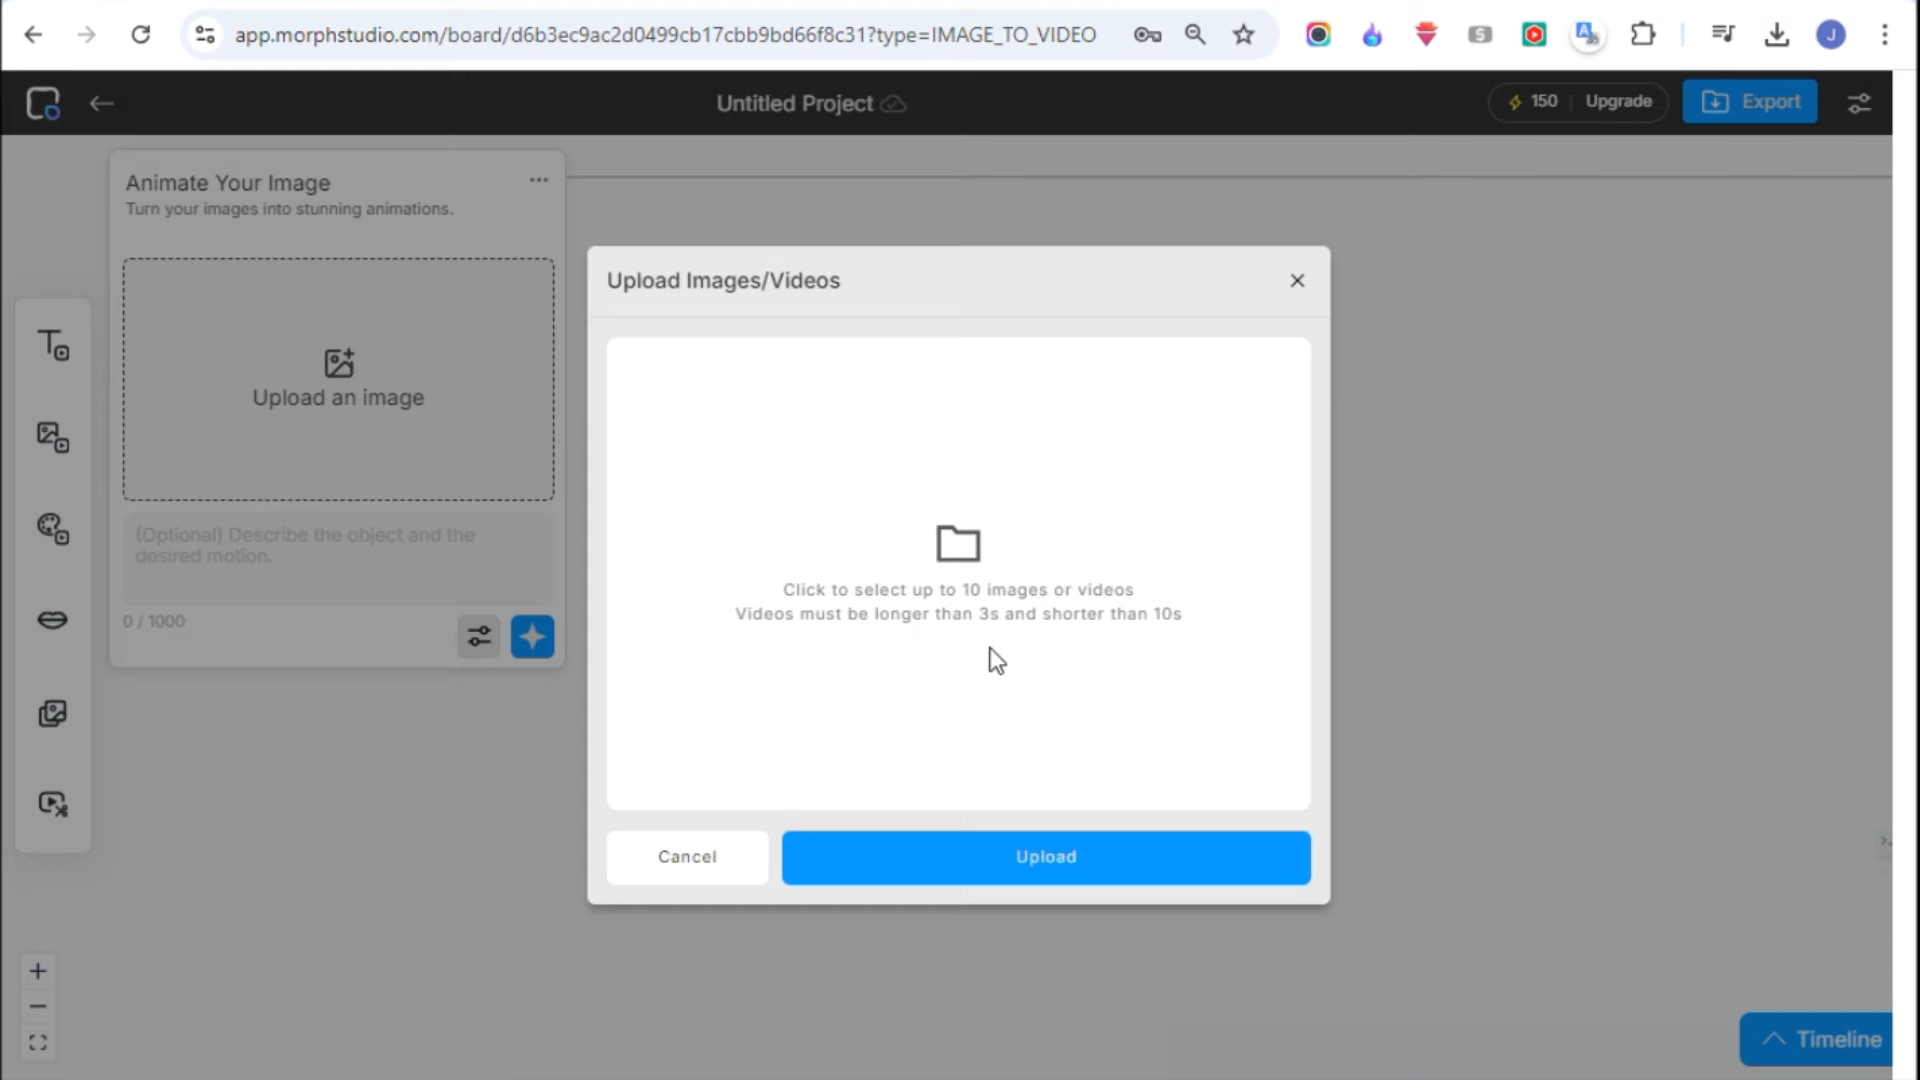 app.morphstudio.com/board/d6b3ec9ac2d0499cb17cbb9bd66f8c31?type=IMAGE_TO_VIDEO
S
J
Untitled Project
150
Upgrade
Export
Animate Your Image
Turn your images into stunning animations.
Upload an image
(Optional) Describe the object and the
desired motion.
0 / 1000
Upload Images/Videos
Click to select up to 10 images or videos
Videos must be longer than 3s and shorter than 10s
Cancel
Upload
Timeline